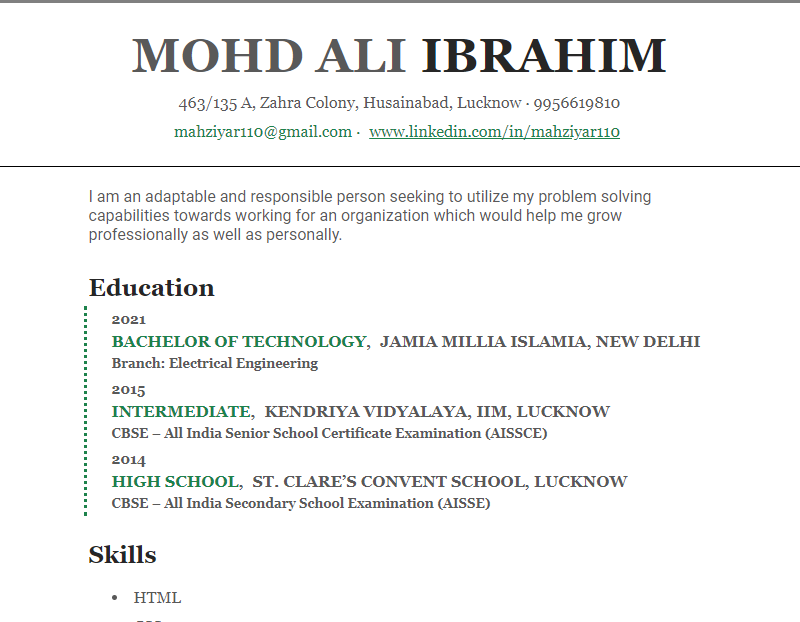 MOHD ALI IBRAHIM
463/135 A, Zahra Colony, Husainabad, Lucknow · 9956619810
mahziyar110@gmail.com · www.linkedin.com/in/mahziyar110
I am an adaptable and responsible person seeking to utilize my problem solving
capabilities towards working for an organization which would help me grow
professionally as well as personally.
Education
2021
BACHELOR OF TECHNOLOGY, JAMIA MILLIA ISLAMIA, NEW DELHI
Branch: Electrical Engineering
2015
INTERMEDIATE, KENDRIYA VIDYALAYA, IIM, LUCKNOW
CBSE – All India Senior School Certificate Examination (AISSCE)
2014
HIGH SCHOOL, ST. CLARE’S CONVENT SCHOOL, LUCKNOW
CBSE – All India Secondary School Examination (AISSE)
Skills
• HTML